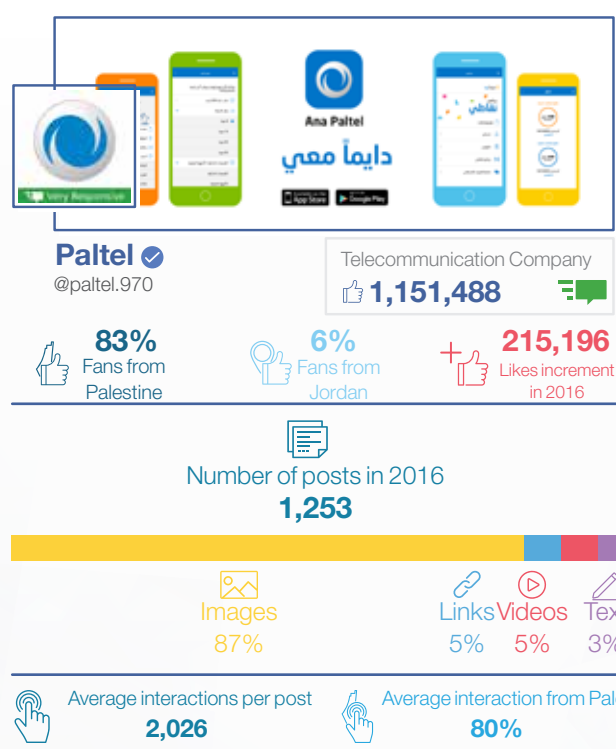 Ana Paltel
دايماً معي
نقاطي
App Store
Google Play
Very Responsive
Paltel
@paltel.970
Telecommunication Company
1,151,488
83%
Fans from
Palestine
6%
Fans from
Jordan
215,196
Likes increment
in 2016
Number of posts in 2016
1,253
Images
87%
Links
5%
Videos
5%
Tex
3%
Average interactions per post
2,026
Average interaction from Pale
80%